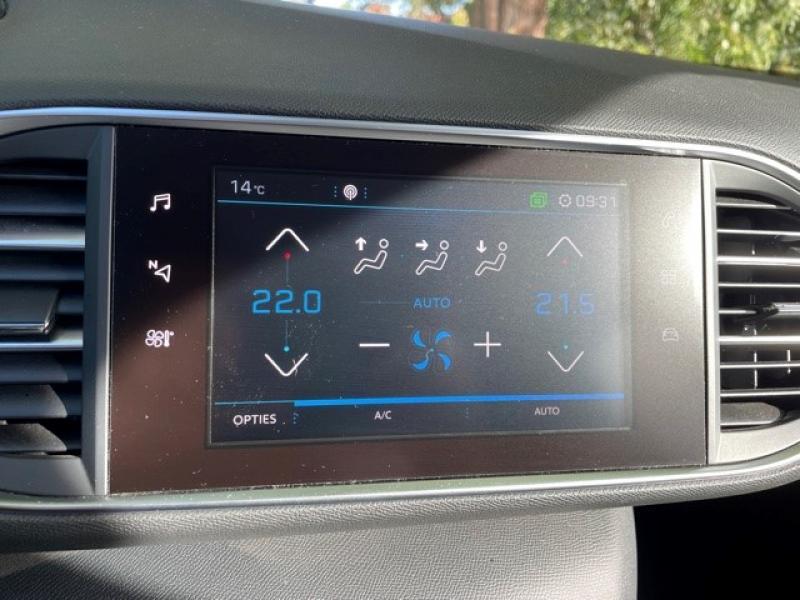 14°C 09:31
N
22.0 AUTO 21.5
OPTIES A/C AUTO